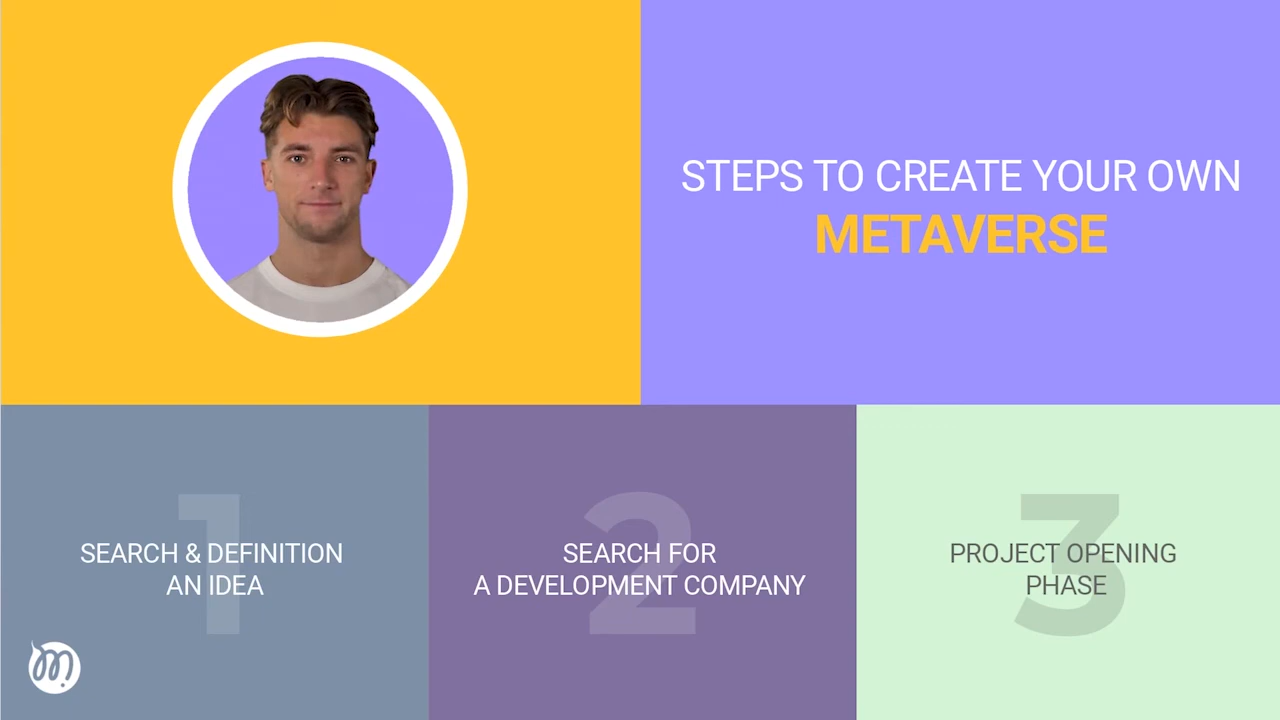 STEPS TO CREATE YOUR OWN
METAVERSE
1
SEARCH & DEFINITION
AN IDEA
2
SEARCH FOR
A DEVELOPMENT COMPANY
3
PROJECT OPENING
PHASE
m